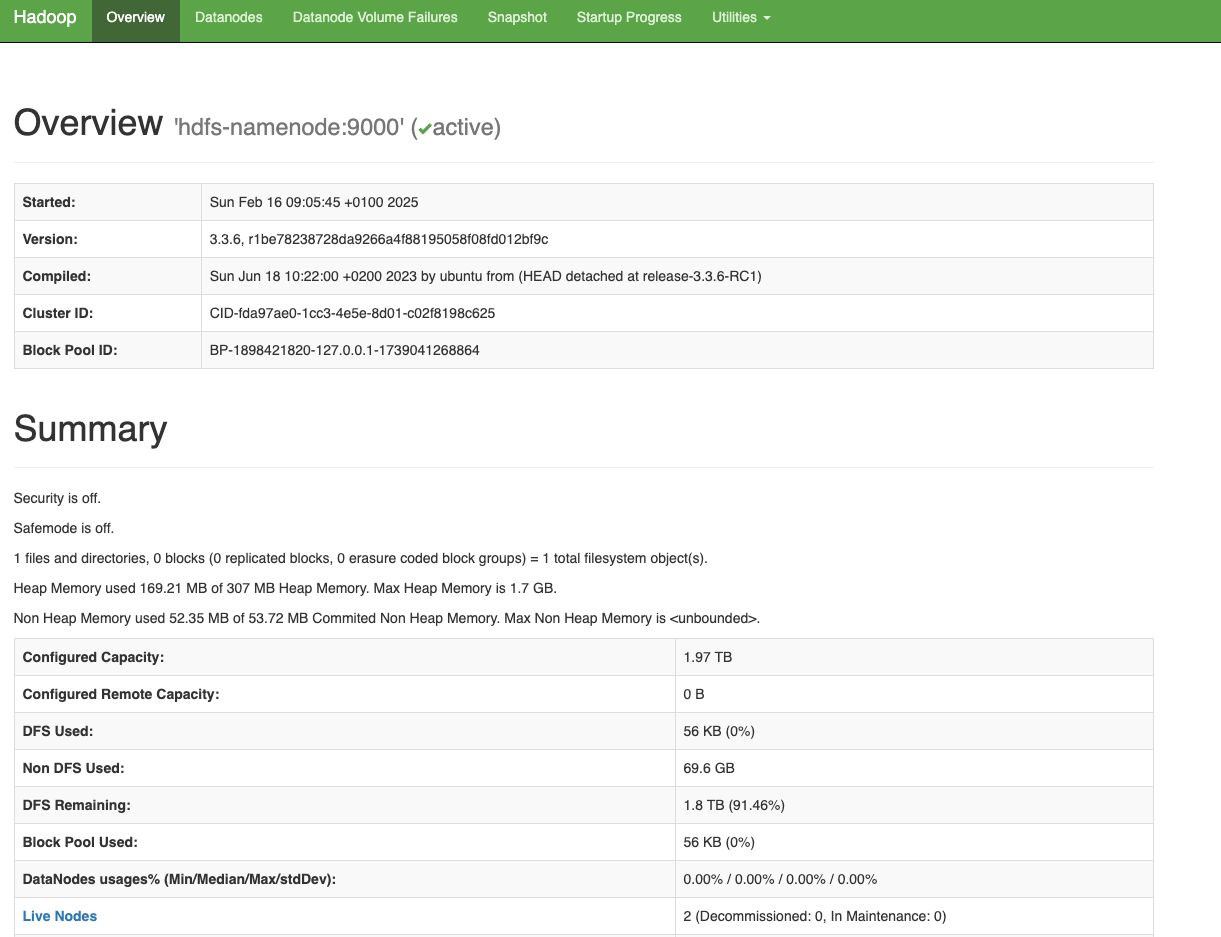 Hadoop Overview Datanodes Datanode Volume Failures Snapshot Startup Progress Utilities
Overview 'hdfs-namenode:9000' (✔active)
Started: Sun Feb 16 09:05:45 +0100 2025
Version: 3.3.6, r1be78238728da9266a4f88195058f08fd012bf9c
Compiled: Sun Jun 18 10:22:00 +0200 2023 by ubuntu from (HEAD detached at release-3.3.6-RC1)
Cluster ID: CID-fda97ae0-1cc3-4e5e-8d01-c02f8198c625
Block Pool ID: BP-1898421820-127.0.0.1-1739041268864
Summary
Security is off.
Safemode is off.
1 files and directories, 0 blocks (0 replicated blocks, 0 erasure coded block groups) = 1 total filesystem object(s).
Heap Memory used 169.21 MB of 307 MB Heap Memory. Max Heap Memory is 1.7 GB.
Non Heap Memory used 52.35 MB of 53.72 MB Commited Non Heap Memory. Max Non Heap Memory is <unbounded>.
Configured Capacity: 1.97 TB
Configured Remote Capacity: 0 B
DFS Used: 56 KB (0%)
Non DFS Used: 69.6 GB
DFS Remaining: 1.8 TB (91.46%)
Block Pool Used: 56 KB (0%)
DataNodes usages% (Min/Median/Max/stdDev): 0.00% / 0.00% / 0.00% / 0.00%
Live Nodes 2 (Decommissioned: 0, In Maintenance: 0)